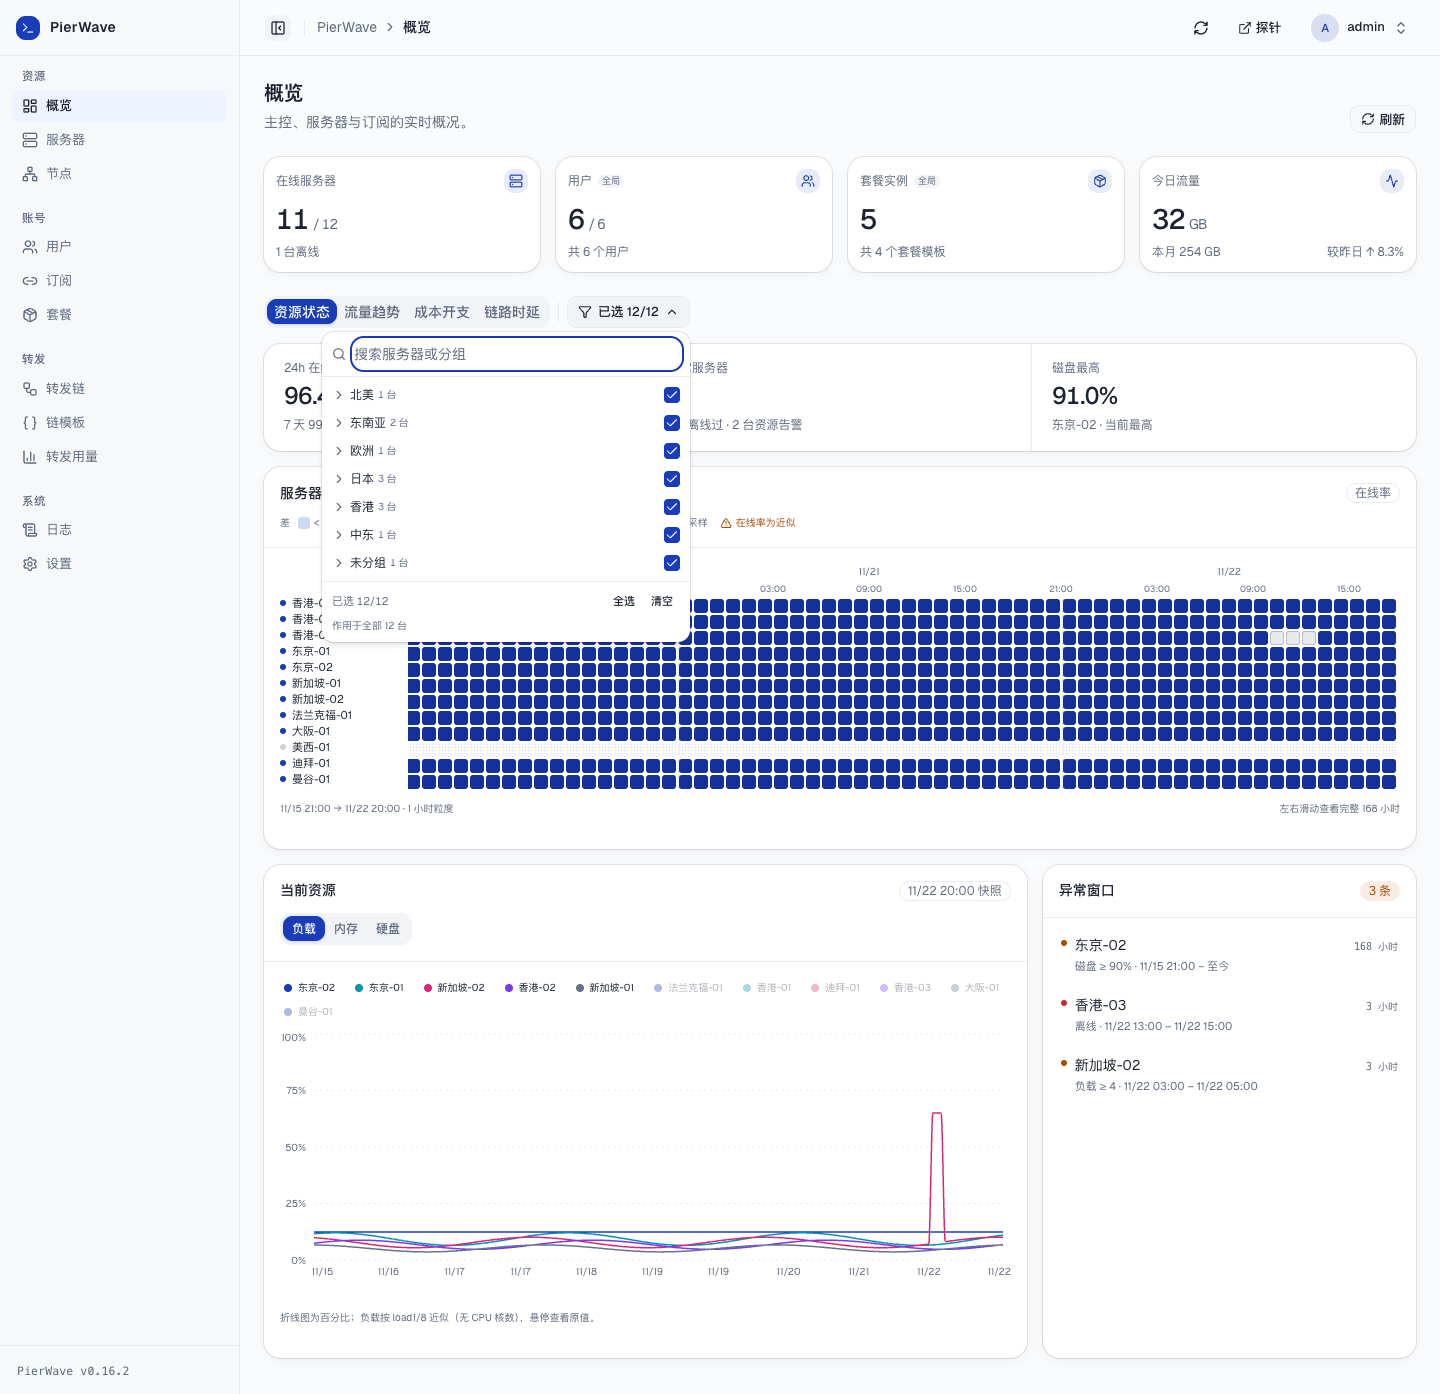 PierWave
PierWave
概览
探针
A
admin
资源
概览
服务器
节点
账号
用户
订阅
套餐
转发
转发链
链模板
转发用量
系统
日志
设置
PierWave v0.16.2
概览
主控、服务器与订阅的实时概况。
刷新
在线服务器
11 / 12
1 台离线
用户 全局
6 / 6
共 6 个用户
套餐实例 全局
5
共 4 个套餐模板
今日流量
32 GB
本月 254 GB 较昨日 ↑ 8.3%
资源状态 流量趋势 成本开支 链路时延 已选 12/12
搜索服务器或分组
北美 1 台
东南亚 2 台
欧洲 1 台
日本 3 台
香港 3 台
中东 1 台
未分组 1 台
已选 12/12 全选 清空
作用于全部 12 台
24h 在
96.
7 天 99
服务器
离线过 · 2 台资源告警
磁盘最高
91.0%
东京-02 · 当前最高
服务器
在线率
差 <
采样 在线率为近似
11/21 11/22
03:00 09:00 15:00 21:00 03:00 09:00 15:00
香港-
香港-
香港-
东京-01
东京-02
新加坡-01
新加坡-02
法兰克福-01
大阪-01
美西-01
迪拜-01
曼谷-01
11/15 21:00 → 11/22 20:00 · 1 小时粒度
左右滑动查看完整 168 小时
当前资源
11/22 20:00 快照
负载 内存 硬盘
东京-02 东京-01 新加坡-02 香港-02 新加坡-01 法兰克福-01 香港-01 迪拜-01 香港-03 大阪-01
曼谷-01
100%
75%
50%
25%
0%
11/15 11/16 11/17 11/17 11/18 11/19 11/19 11/20 11/21 11/22 11/22
折线图为百分比；负载按 load1/8 近似（无 CPU 核数），悬停查看原值。
异常窗口
3 条
东京-02
168 小时
磁盘 ≥ 90% · 11/15 21:00 – 至今
香港-03
3 小时
离线 · 11/22 13:00 – 11/22 15:00
新加坡-02
3 小时
负载 ≥ 4 · 11/22 03:00 – 11/22 05:00